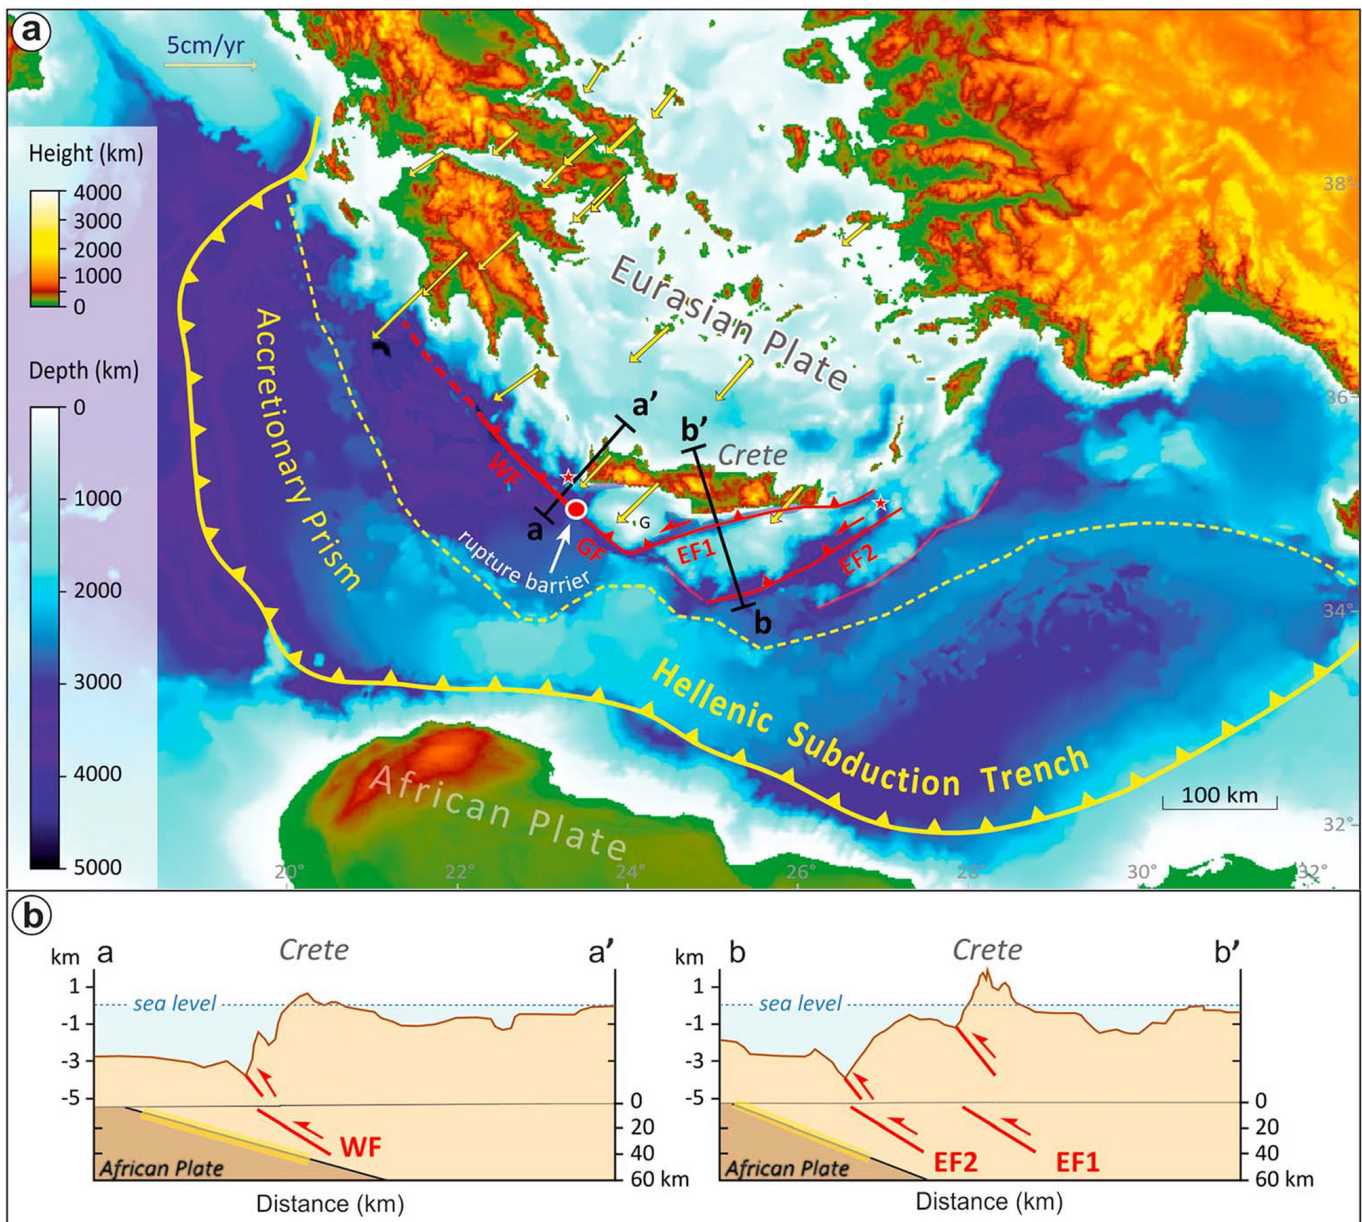 a
5cm/yr
Height (km)
4000
3000
2000
1000
0
Depth (km)
0
1000
2000
3000
4000
5000
38°
36°
34°
32°
20°
22°
24°
26°
28°
30°
32°
Eurasian Plate
Accretionary Prism
a'
b'
Crete
WF
a
G
GF
EF1
EF2
rupture barrier
b
Hellenic Subduction Trench
African Plate
100 km
b
km
a
Crete
a'
1
-1
-3
-5
sea level
0
20
40
60 km
WF
African Plate
Distance (km)
km
b
Crete
b'
1
-1
-3
-5
sea level
0
20
40
60 km
EF2
EF1
African Plate
Distance (km)